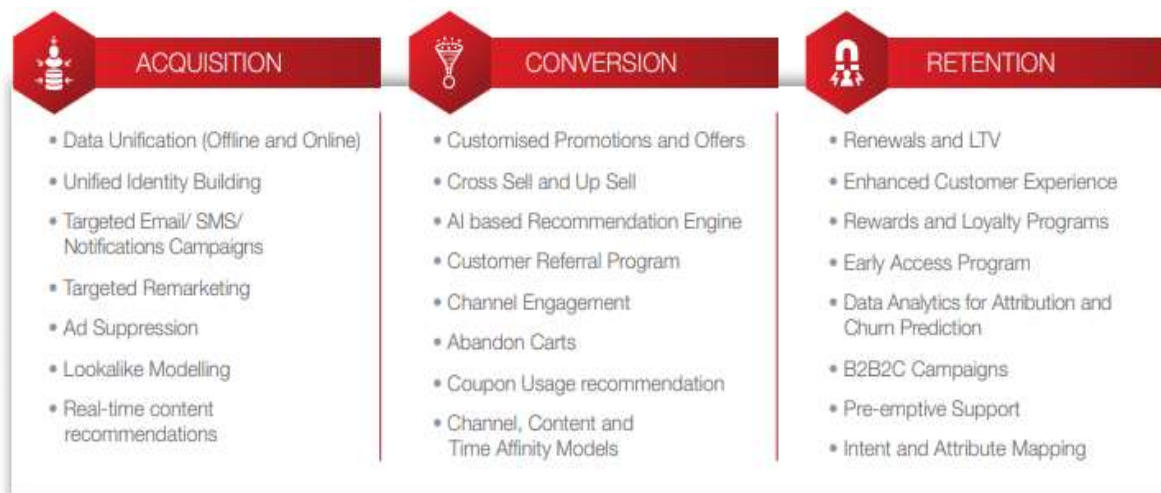 ACQUISITION
• Data Unification (Offline and Online)
• Unified Identity Building
• Targeted Email/ SMS/
Notifications Campaigns
• Targeted Remarketing
• Ad Suppression
• Lookalike Modelling
• Real-time content
recommendations
CONVERSION
• Customised Promotions and Offers
• Cross Sell and Up Sell
• AI based Recommendation Engine
• Customer Referral Program
• Channel Engagement
• Abandon Carts
• Coupon Usage recommendation
• Channel, Content and
Time Affinity Models
RETENTION
• Renewals and LTV
• Enhanced Customer Experience
• Rewards and Loyalty Programs
• Early Access Program
• Data Analytics for Attribution and
Churn Prediction
• B2B2C Campaigns
• Pre-emptive Support
• Intent and Attribute Mapping